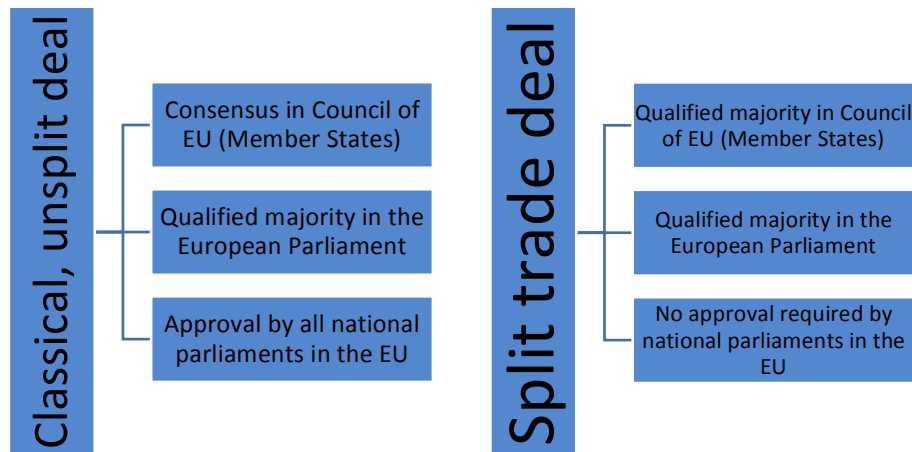 Classical, unsplit deal
Consensus in Council of
EU (Member States)
Qualified majority in the
European Parliament
Approval by all national
parliaments in the EU
Split trade deal
Qualified majority in Council
of EU (Member States)
Qualified majority in the
European Parliament
No approval required by
national parliaments in the
EU